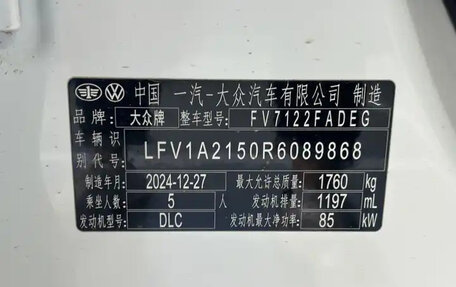 中国 一汽-大众汽车有限公司 制造
品牌 大众牌 整车型号 FV7122FADEG
车辆识别代号: LFV1A2150R6089868
制造年月 2024-12-27 最大允许总质量 1760 kg
乘坐人数 5 人 发动机排量 1197 mL
发动机型号 DLC 发动机最大净功率 85 kW